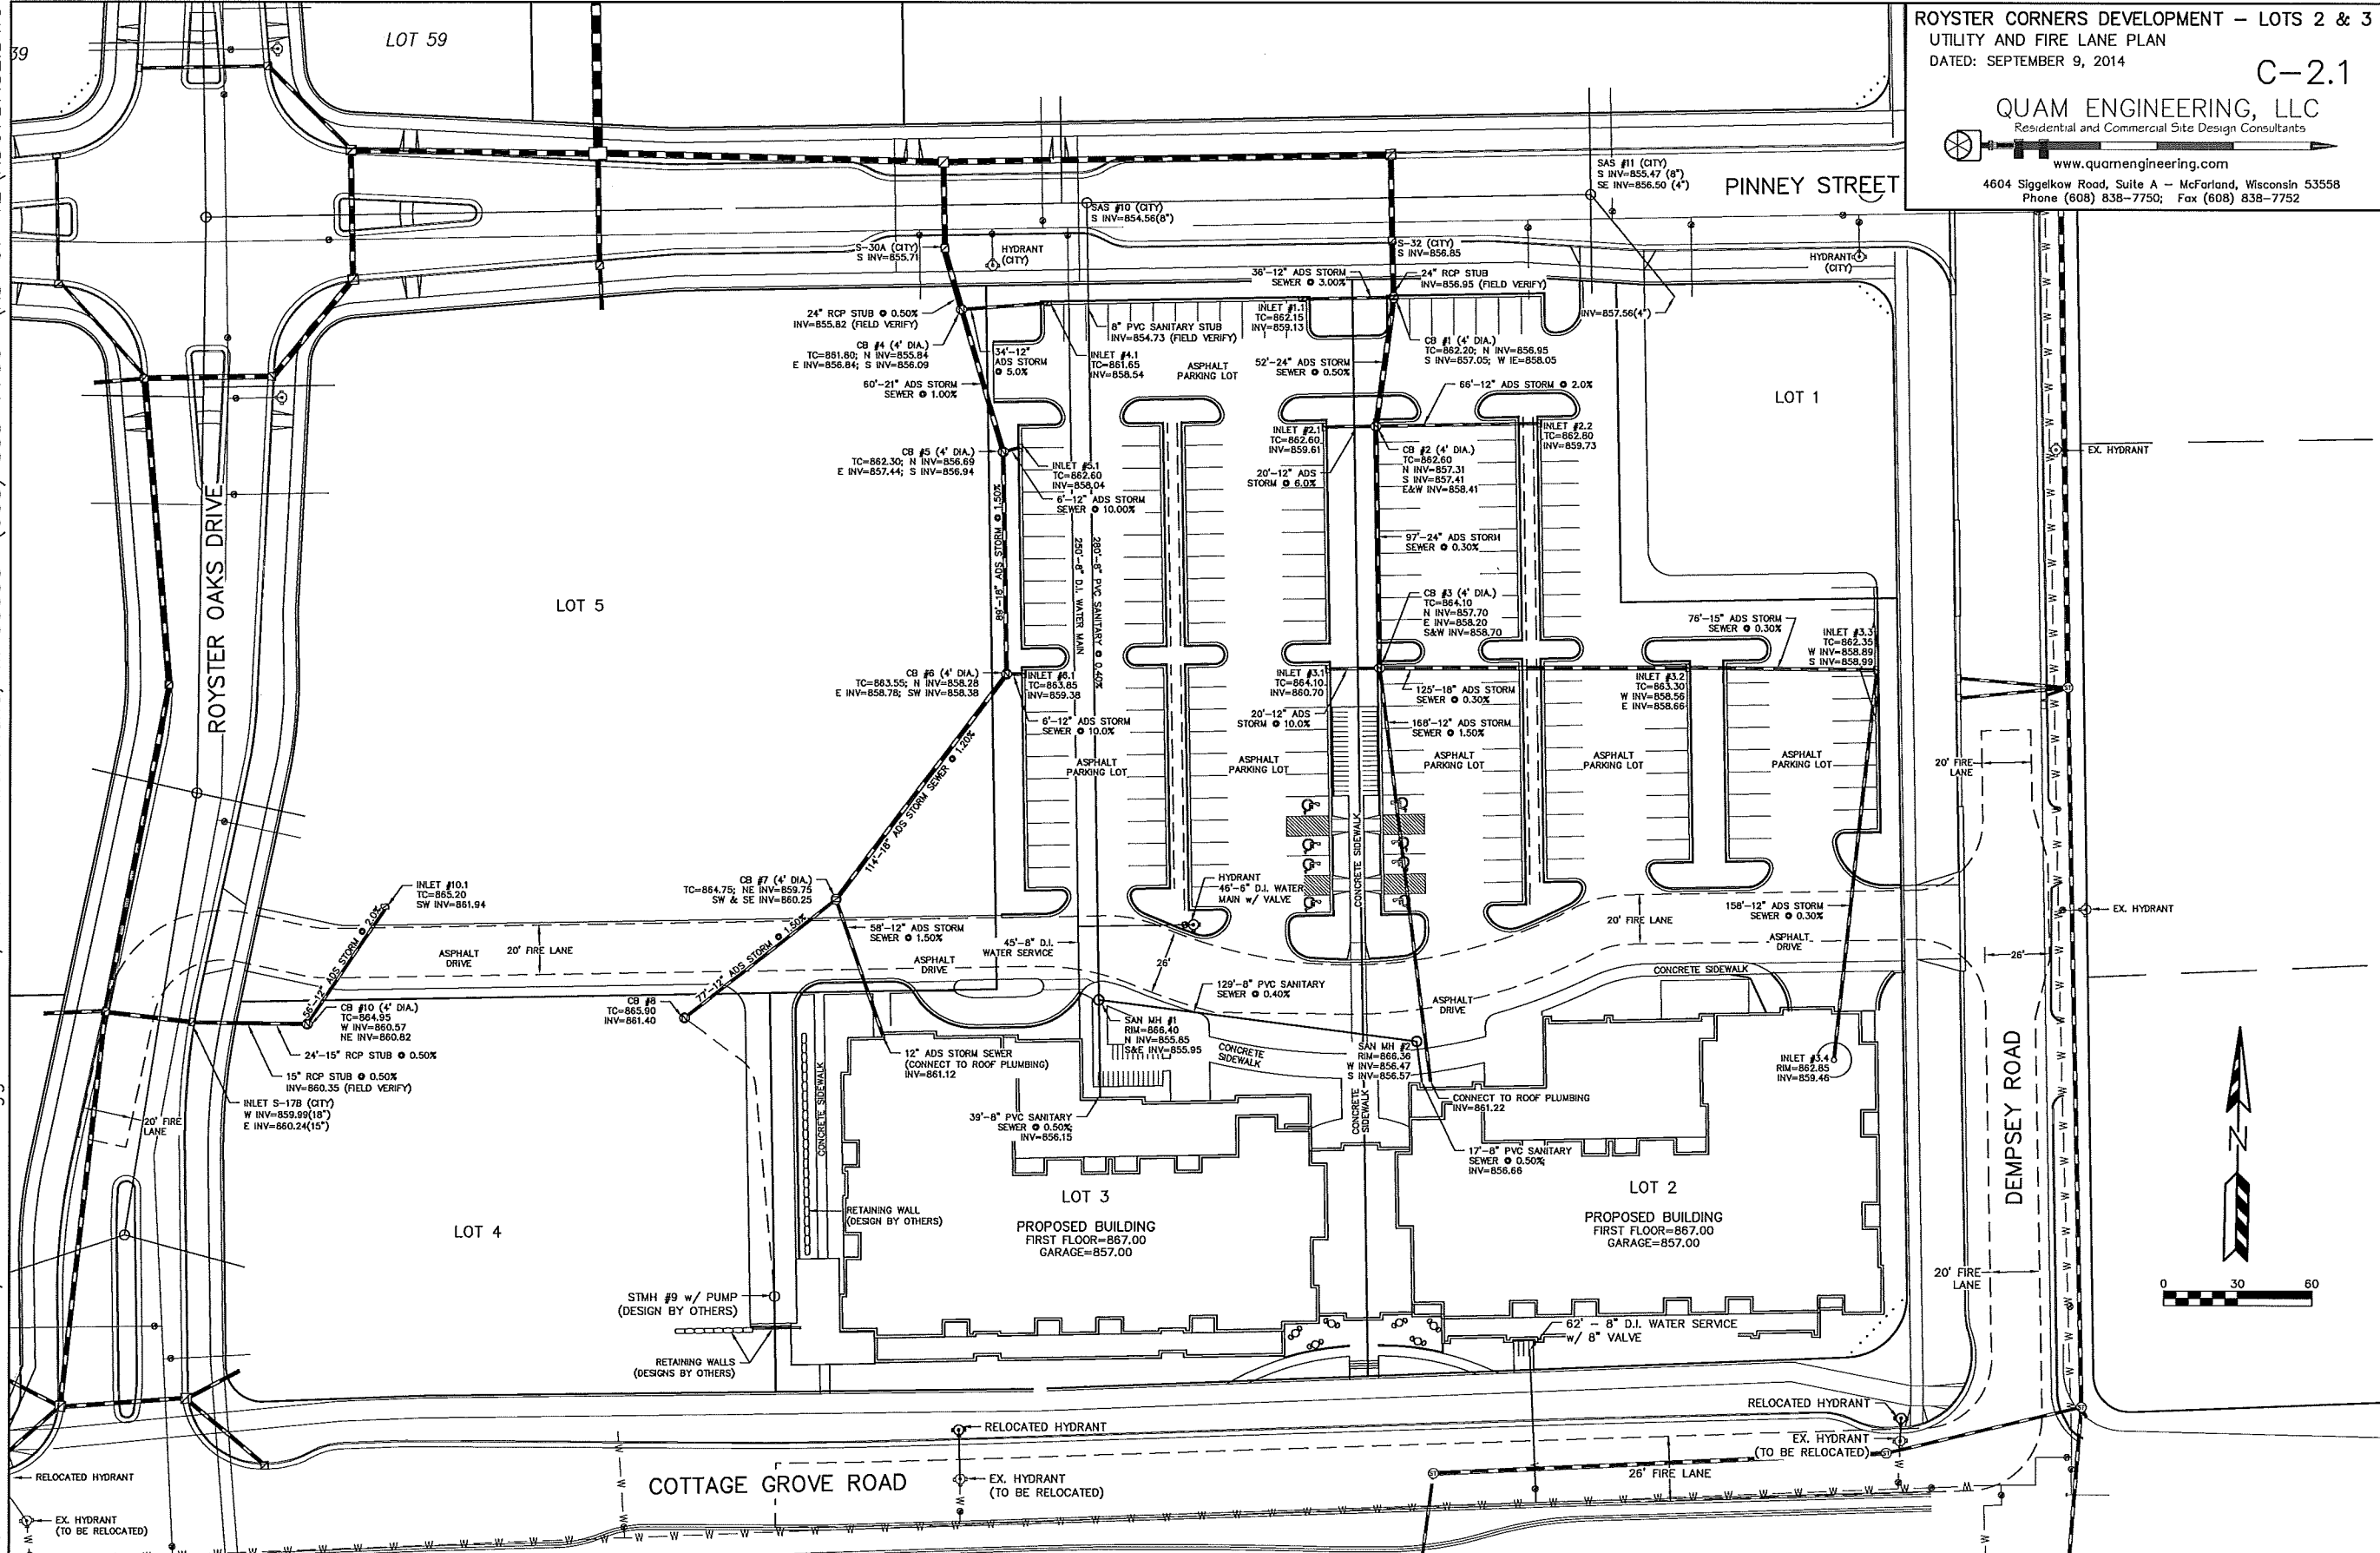 ROYSTER CORNERS DEVELOPMENT – LOTS 2 & 3
UTILITY AND FIRE LANE PLAN
DATED: SEPTEMBER 9, 2014
C-2.1
QUAM ENGINEERING, LLC
Residential and Commercial Site Design Consultants
www.quamengineering.com
4604 Siggelkow Road, Suite A – McFarland, Wisconsin 53558
Phone (608) 838-7750; Fax (608) 838-7752
39
LOT 59
PINNEY STREET
SAS #11 (CITY)
S INV=855.47 (8")
SE INV=856.50 (4")
SAS #10 (CITY)
S INV=854.56(8")
S-30A (CITY)
S INV=855.71
HYDRANT
(CITY)
S-32 (CITY)
S INV=856.85
HYDRANT
(CITY)
36'-12" ADS STORM
SEWER @ 3.00%
24" RCP STUB
INV=856.95 (FIELD VERIFY)
INV=857.56(4")
24" RCP STUB @ 0.50%
INV=855.82 (FIELD VERIFY)
INLET #1.1
TC=862.15
INV=859.13
8" PVC SANITARY STUB
INV=854.73 (FIELD VERIFY)
CB #4 (4' DIA.)
TC=861.80; N INV=855.84
E INV=856.84; S INV=856.09
34'-12"
ADS STORM
@ 5.0%
INLET #4.1
TC=861.65
INV=858.54
ASPHALT
PARKING LOT
52'-24" ADS STORM
SEWER @ 0.50%
CB #1 (4' DIA.)
TC=862.20; N INV=856.95
S INV=857.05; W IE=858.05
60'-21" ADS STORM
SEWER @ 1.00%
66'-12" ADS STORM @ 2.0%
LOT 1
INLET #2.1
TC=862.60
INV=859.61
INLET #2.2
TC=862.80
INV=859.73
CB #2 (4' DIA.)
TC=862.60
N INV=857.31
S INV=857.41
E&W INV=858.41
20'-12" ADS
STORM @ 6.0%
CB #5 (4' DIA.)
TC=862.30; N INV=856.69
E INV=857.44; S INV=856.94
INLET #5.1
TC=862.60
INV=858.04
6'-12" ADS STORM
SEWER @ 10.00%
EX. HYDRANT
89'-18" ADS STORM @ 1.50%
250'-8" D.I. WATER MAIN
280'-8" PVC SANITARY @ 0.40%
97'-24" ADS STORM
SEWER @ 0.30%
ROYSTER OAKS DRIVE
LOT 5
CB #3 (4' DIA.)
TC=864.10
N INV=857.70
E INV=858.20
S&W INV=858.70
76'-15" ADS STORM
SEWER @ 0.30%
INLET #3.3
TC=862.35
W INV=858.89
S INV=858.99
CB #6 (4' DIA.)
TC=863.55; N INV=858.28
E INV=858.78; SW INV=858.38
INLET #6.1
TC=863.85
INV=859.38
INLET #3.1
TC=864.10
INV=860.70
INLET #3.2
TC=863.30
W INV=858.56
E INV=858.66
125'-18" ADS STORM
SEWER @ 0.30%
6'-12" ADS STORM
SEWER @ 10.0%
20'-12" ADS
STORM @ 10.0%
168'-12" ADS STORM
SEWER @ 1.50%
ASPHALT
PARKING LOT
ASPHALT
PARKING LOT
ASPHALT
PARKING LOT
ASPHALT
PARKING LOT
ASPHALT
PARKING LOT
20' FIRE
LANE
114'-18" ADS STORM SEWER @ 1.20%
CONCRETE SIDEWALK
CB #7 (4' DIA.)
TC=864.75; NE INV=859.75
SW & SE INV=860.25
HYDRANT
46'-6" D.I. WATER
MAIN w/ VALVE
INLET #10.1
TC=865.20
SW INV=861.94
158'-12" ADS STORM
SEWER @ 0.30%
20' FIRE LANE
EX. HYDRANT
56'-12" ADS STORM @ 2.0%
ASPHALT
DRIVE
20' FIRE LANE
77'-12" ADS STORM @ 1.50%
58'-12" ADS STORM
SEWER @ 1.50%
ASPHALT
DRIVE
45'-8" D.I.
WATER SERVICE
26'
ASPHALT
DRIVE
26'
CONCRETE SIDEWALK
129'-8" PVC SANITARY
SEWER @ 0.40%
ASPHALT
DRIVE
CB #8
TC=865.90
INV=861.40
CB #10 (4' DIA.)
TC=864.95
W INV=860.57
NE INV=860.82
SAN MH #1
RIM=866.40
N INV=855.85
S&E INV=855.95
CONCRETE
SIDEWALK
SAN MH #2
RIM=866.36
W INV=856.47
S INV=856.57
INLET #3.4
RIM=862.85
INV=859.46
24'-15" RCP STUB @ 0.50%
12" ADS STORM SEWER
(CONNECT TO ROOF PLUMBING)
INV=861.12
15" RCP STUB @ 0.50%
INV=860.35 (FIELD VERIFY)
INLET S-17B (CITY)
W INV=859.99(18")
E INV=860.24(15")
20' FIRE
LANE
CONCRETE SIDEWALK
39'-8" PVC SANITARY
SEWER @ 0.50%;
INV=856.15
CONCRETE
SIDEWALK
CONNECT TO ROOF PLUMBING
INV=861.22
17'-8" PVC SANITARY
SEWER @ 0.50%;
INV=856.66
DEMPSEY ROAD
N
LOT 4
RETAINING WALL
(DESIGN BY OTHERS)
LOT 3
PROPOSED BUILDING
FIRST FLOOR=867.00
GARAGE=857.00
LOT 2
PROPOSED BUILDING
FIRST FLOOR=867.00
GARAGE=857.00
20' FIRE
LANE
0 30 60
STMH #9 w/ PUMP
(DESIGN BY OTHERS)
62' – 8" D.I. WATER SERVICE
w/ 8" VALVE
RETAINING WALLS
(DESIGNS BY OTHERS)
RELOCATED HYDRANT
RELOCATED HYDRANT
EX. HYDRANT
(TO BE RELOCATED)
26' FIRE LANE
RELOCATED HYDRANT
COTTAGE GROVE ROAD
EX. HYDRANT
(TO BE RELOCATED)
EX. HYDRANT
(TO BE RELOCATED)